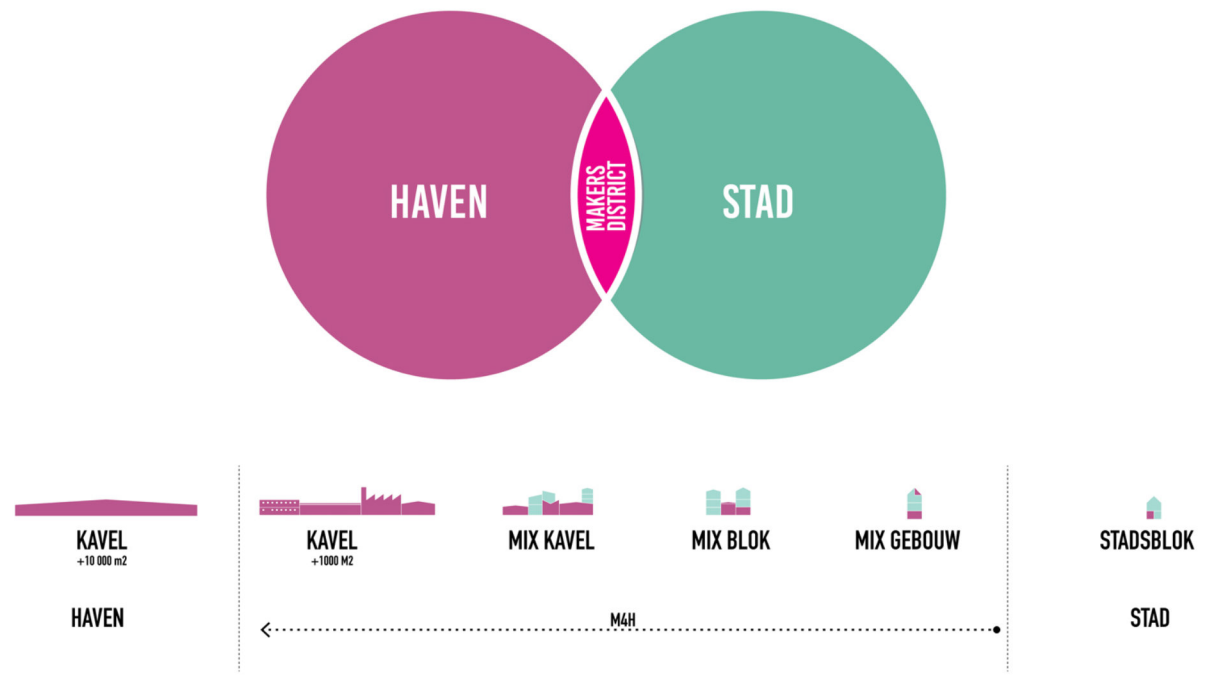 HAVEN
MAKERS
DISTRICT
STAD
KAVEL
+10 000 m2
KAVEL
+1000 M2
MIX KAVEL
MIX BLOK
MIX GEBOUW
STADSBLOK
HAVEN
M4H
STAD